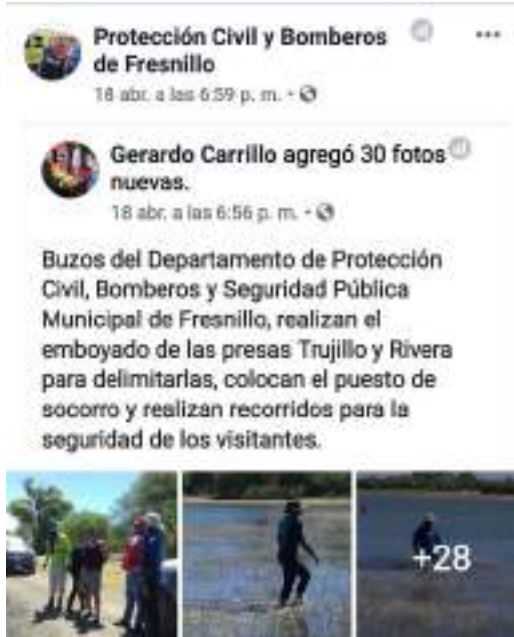 Protección Civil y Bomberos
de Fresnillo
18 abr. a las 6:59 p. m. •
Gerardo Carrillo agregó 30 fotos
nuevas.
18 abr. a las 6:56 p. m. •
Buzos del Departamento de Protección
Civil, Bomberos y Seguridad Pública
Municipal de Fresnillo, realizan el
emboyado de las presas Trujillo y Rivera
para delimitarlas, colocan el puesto de
socorro y realizan recorridos para la
seguridad de los visitantes.
+28